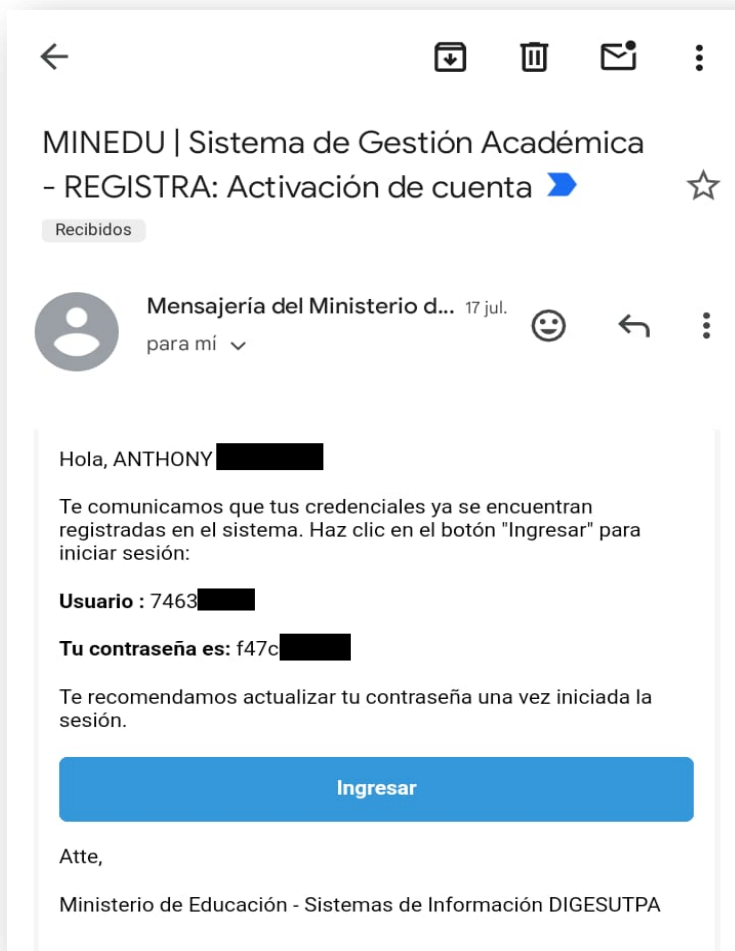 MINEDU | Sistema de Gestión Académica
- REGISTRA: Activación de cuenta
Recibidos
Mensajería del Ministerio d... 17 jul.
para mí
Hola, ANTHONY
Te comunicamos que tus credenciales ya se encuentran
registradas en el sistema. Haz clic en el botón "Ingresar" para
iniciar sesión:
Usuario : 7463
Tu contraseña es: f47c
Te recomendamos actualizar tu contraseña una vez iniciada la
sesión.
Ingresar
Atte,
Ministerio de Educación - Sistemas de Información DIGESUTPA